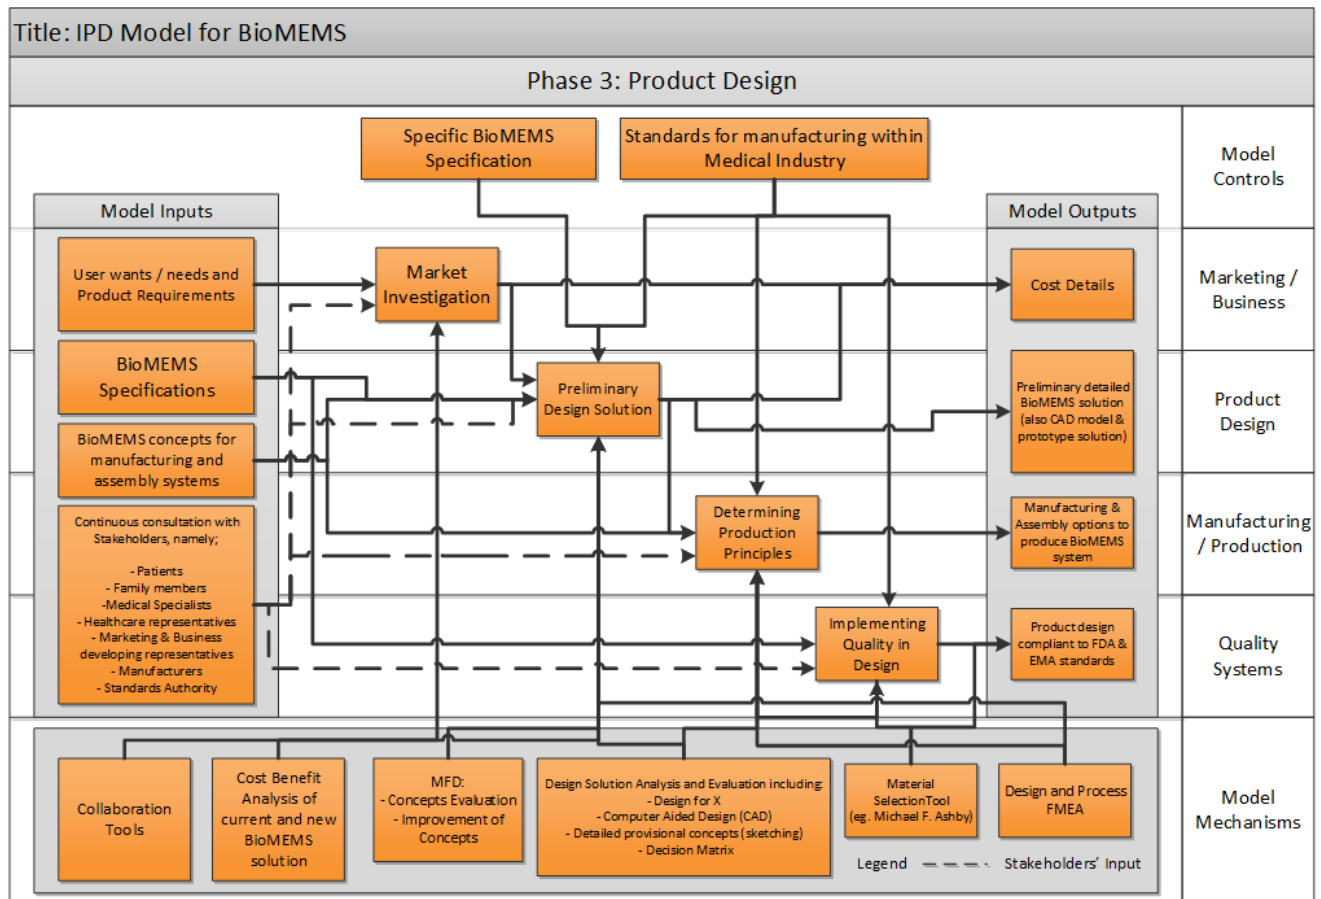 Title: IPD Model for BioMEMS
Phase 3: Product Design
Specific BioMEMS
Specification
Standards for manufacturing within
Medical Industry
Model
Controls
Model Inputs
Model Outputs
User wants / needs and
Product Requirements
Market
Investigation
Cost Details
Marketing /
Business
BioMEMS
Specifications
Preliminary
Design Solution
Preliminary detailed
BioMEMS solution
(also CAD model &
prototype solution)
Product
Design
BioMEMS concepts for
manufacturing and
assembly systems
Continuous consultation with
Stakeholders, namely;
- Patients
- Family members
-Medical Specialists
- Healthcare representatives
- Marketing & Business
developing representatives
- Manufacturers
- Standards Authority
Determining
Production
Principles
Manufacturing &
Assembly options to
produce BioMEMS
system
Manufacturing
/ Production
Implementing
Quality in
Design
Product design
compliant to FDA &
EMA standards
Quality
Systems
Collaboration
Tools
Cost Benefit
Analysis of
current and new
BioMEMS
solution
MFD:
- Concepts Evaluation
- Improvement of
Concepts
Design Solution Analysis and Evaluation including:
- Design for X
- Computer Aided Design (CAD)
- Detailed provisional concepts (sketching)
- Decision Matrix
Material
SelectionTool
(eg. Michael F. Ashby)
Design and Process
FMEA
Model
Mechanisms
Legend
Stakeholders' Input